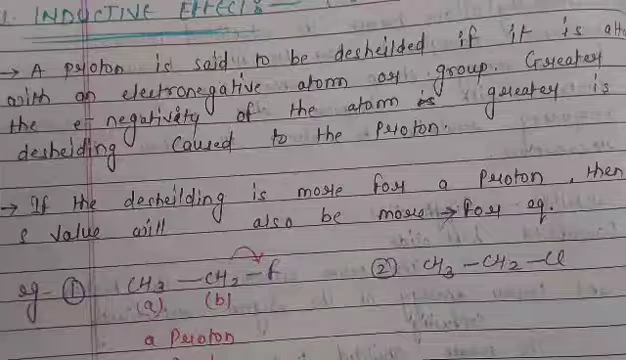 1. INDUCTIVE EFFECT:-
→ A proton is said to be desheilded if it is
with an electronegative atom or group. Greater
the e- negativity of the atom is greater is
desheilding caused to the proton.
→ If the desheilding is more for a proton, then
δ value will also be more → for eg.
eg- ① CH3 — CH2 — F ② CH3 — CH2 — Cl
(a) (b)
a proton